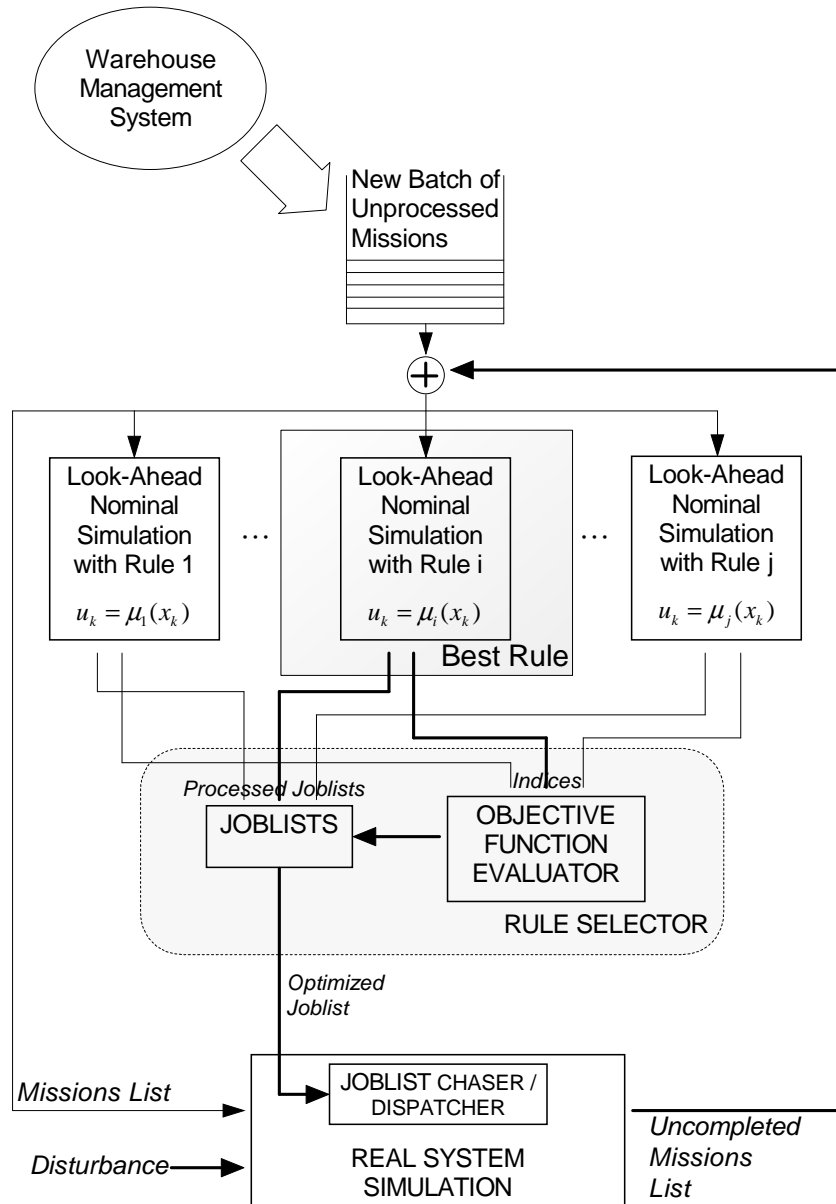 Warehouse
Management
System
New Batch of
Unprocessed
Missions
+
Look-Ahead
Nominal
Simulation
with Rule 1
u_k = μ_1(x_k)
...
Look-Ahead
Nominal
Simulation
with Rule i
u_k = μ_i(x_k)
Best Rule
...
Look-Ahead
Nominal
Simulation
with Rule j
u_k = μ_j(x_k)
Processed Joblists
JOBLISTS
Indices
OBJECTIVE
FUNCTION
EVALUATOR
RULE SELECTOR
Optimized
Joblist
Missions List
Disturbance
JOBLIST CHASER /
DISPATCHER
REAL SYSTEM
SIMULATION
Uncompleted
Missions
List